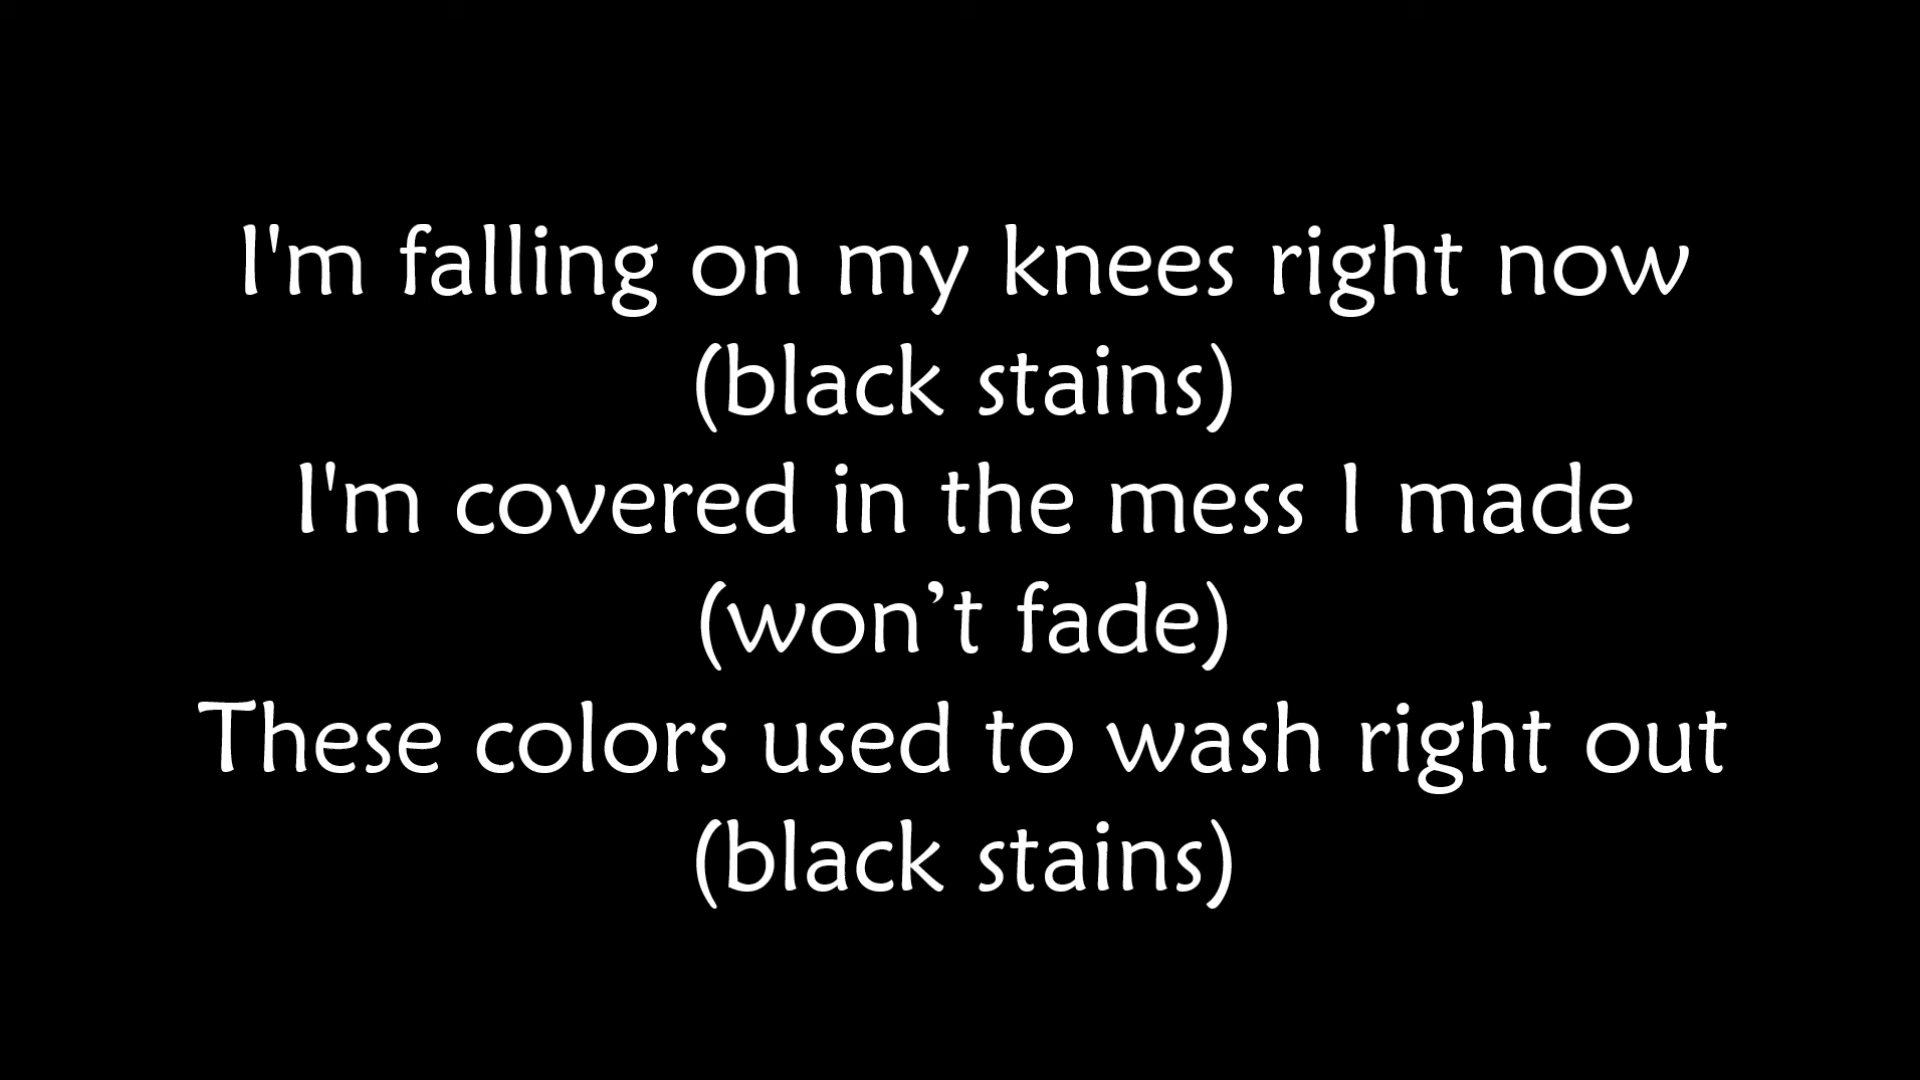 I'm falling on my knees right now
(black stains)
I'm covered in the mess I made
(won’t fade)
These colors used to wash right out
(black stains)